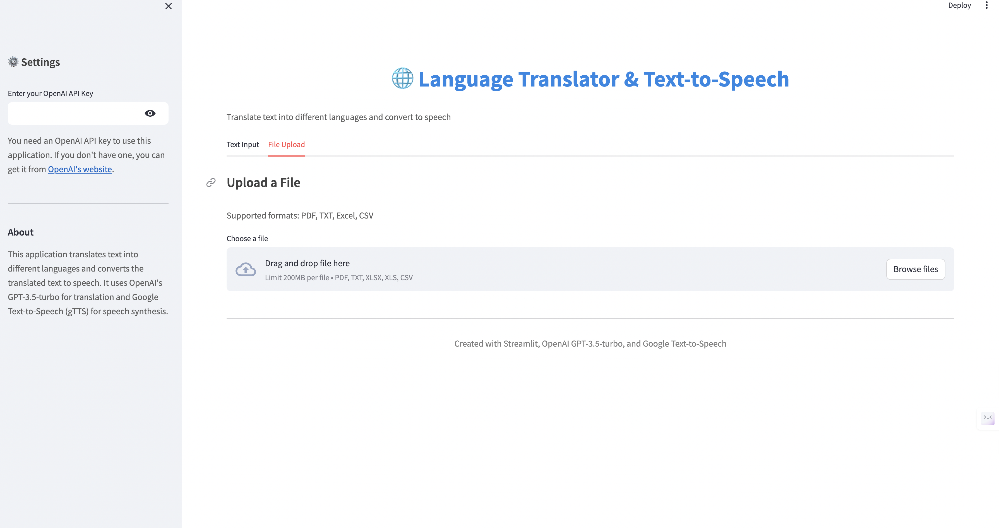 Deploy
Settings
Enter your OpenAI API Key
You need an OpenAI API key to use this
application. If you don't have one, you can
get it from OpenAI's website.
About
This application translates text into
different languages and converts the
translated text to speech. It uses OpenAI's
GPT-3.5-turbo for translation and Google
Text-to-Speech (gTTS) for speech synthesis.
Language Translator & Text-to-Speech
Translate text into different languages and convert to speech
Text Input File Upload
Upload a File
Supported formats: PDF, TXT, Excel, CSV
Choose a file
Drag and drop file here
Limit 200MB per file • PDF, TXT, XLSX, XLS, CSV
Browse files
Created with Streamlit, OpenAI GPT-3.5-turbo, and Google Text-to-Speech